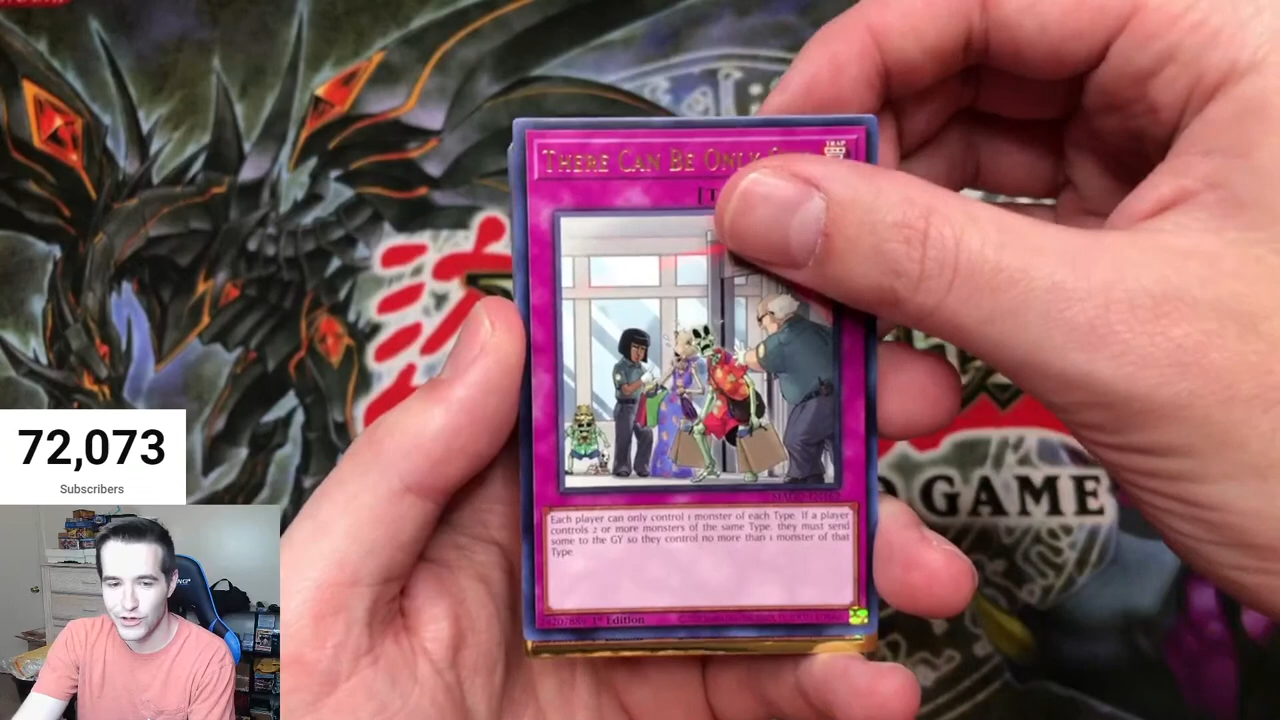 THERE CAN BE ONLY
TRAP
[T
Each player can only control 1 monster of each Type. If a player
controls 2 or more monsters of the same Type, they must send
some to the GY so they control no more than 1 monster of that
Type.
1st Edition
GAME
72,073
Subscribers